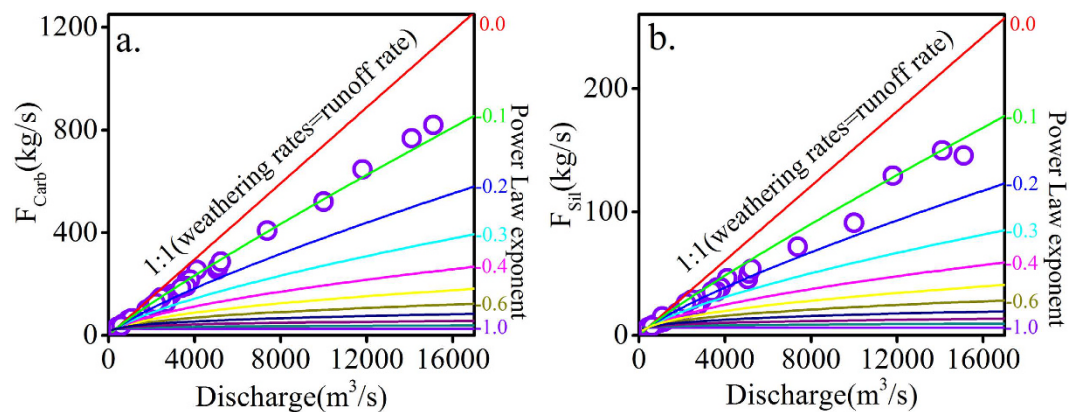 a.
1200
800
400
0
F_Carb(kg/s)
1:1(weathering rates=runoff rate)
0.0
-0.1
-0.2
-0.3
-0.4
-0.6
-1.0
Power Law exponent
0 4000 8000 12000 16000
Discharge(m³/s)
b.
200
100
0
F_Sil(kg/s)
1:1(weathering rates=runoff rate)
0.0
-0.1
-0.2
-0.3
-0.4
-0.6
-1.0
Power Law exponent
0 4000 8000 12000 16000
Discharge(m³/s)